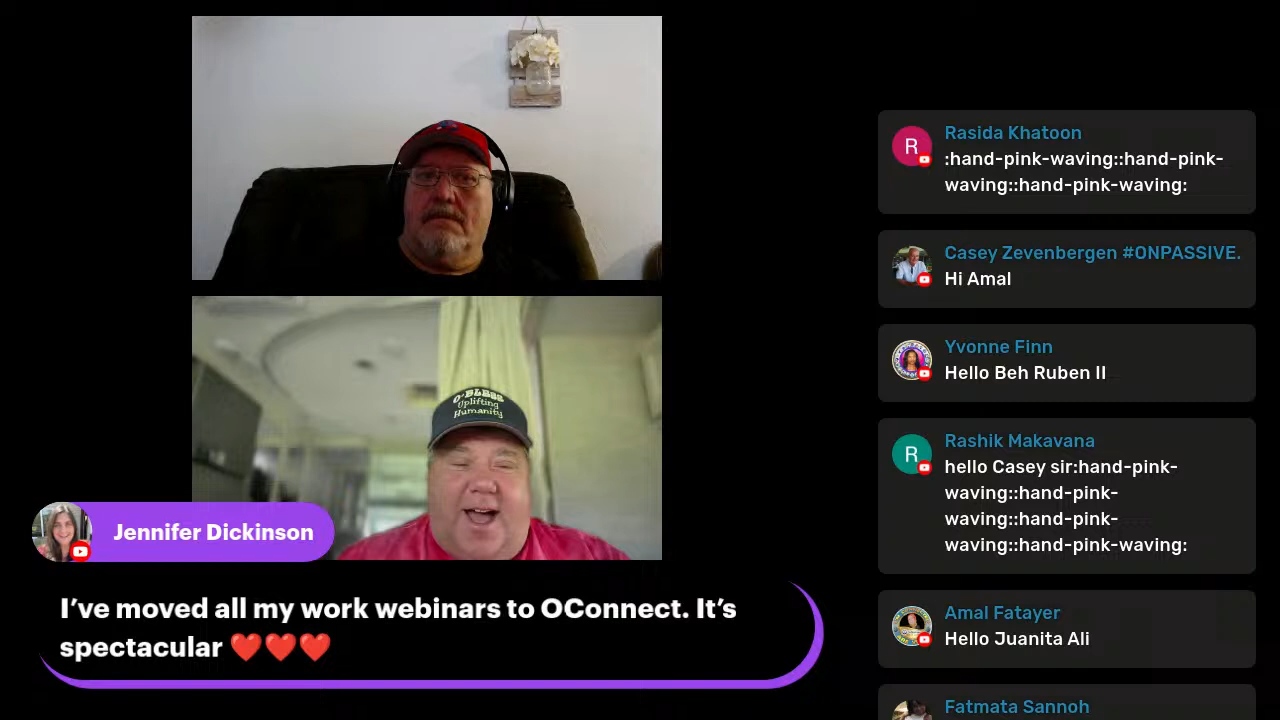 O-BLESS
Uplifting
Humanity
Jennifer Dickinson
I’ve moved all my work webinars to OConnect. It’s
spectacular ❤️❤️❤️
R
Rasida Khatoon
:hand-pink-waving::hand-pink-
waving::hand-pink-waving:
Casey Zevenbergen #ONPASSIVE.
Hi Amal
Yvonne Finn
Hello Beh Ruben II
R
Rashik Makavana
hello Casey sir:hand-pink-
waving::hand-pink-
waving::hand-pink-
waving::hand-pink-waving:
Amal Fatayer
Hello Juanita Ali
Fatmata Sannoh